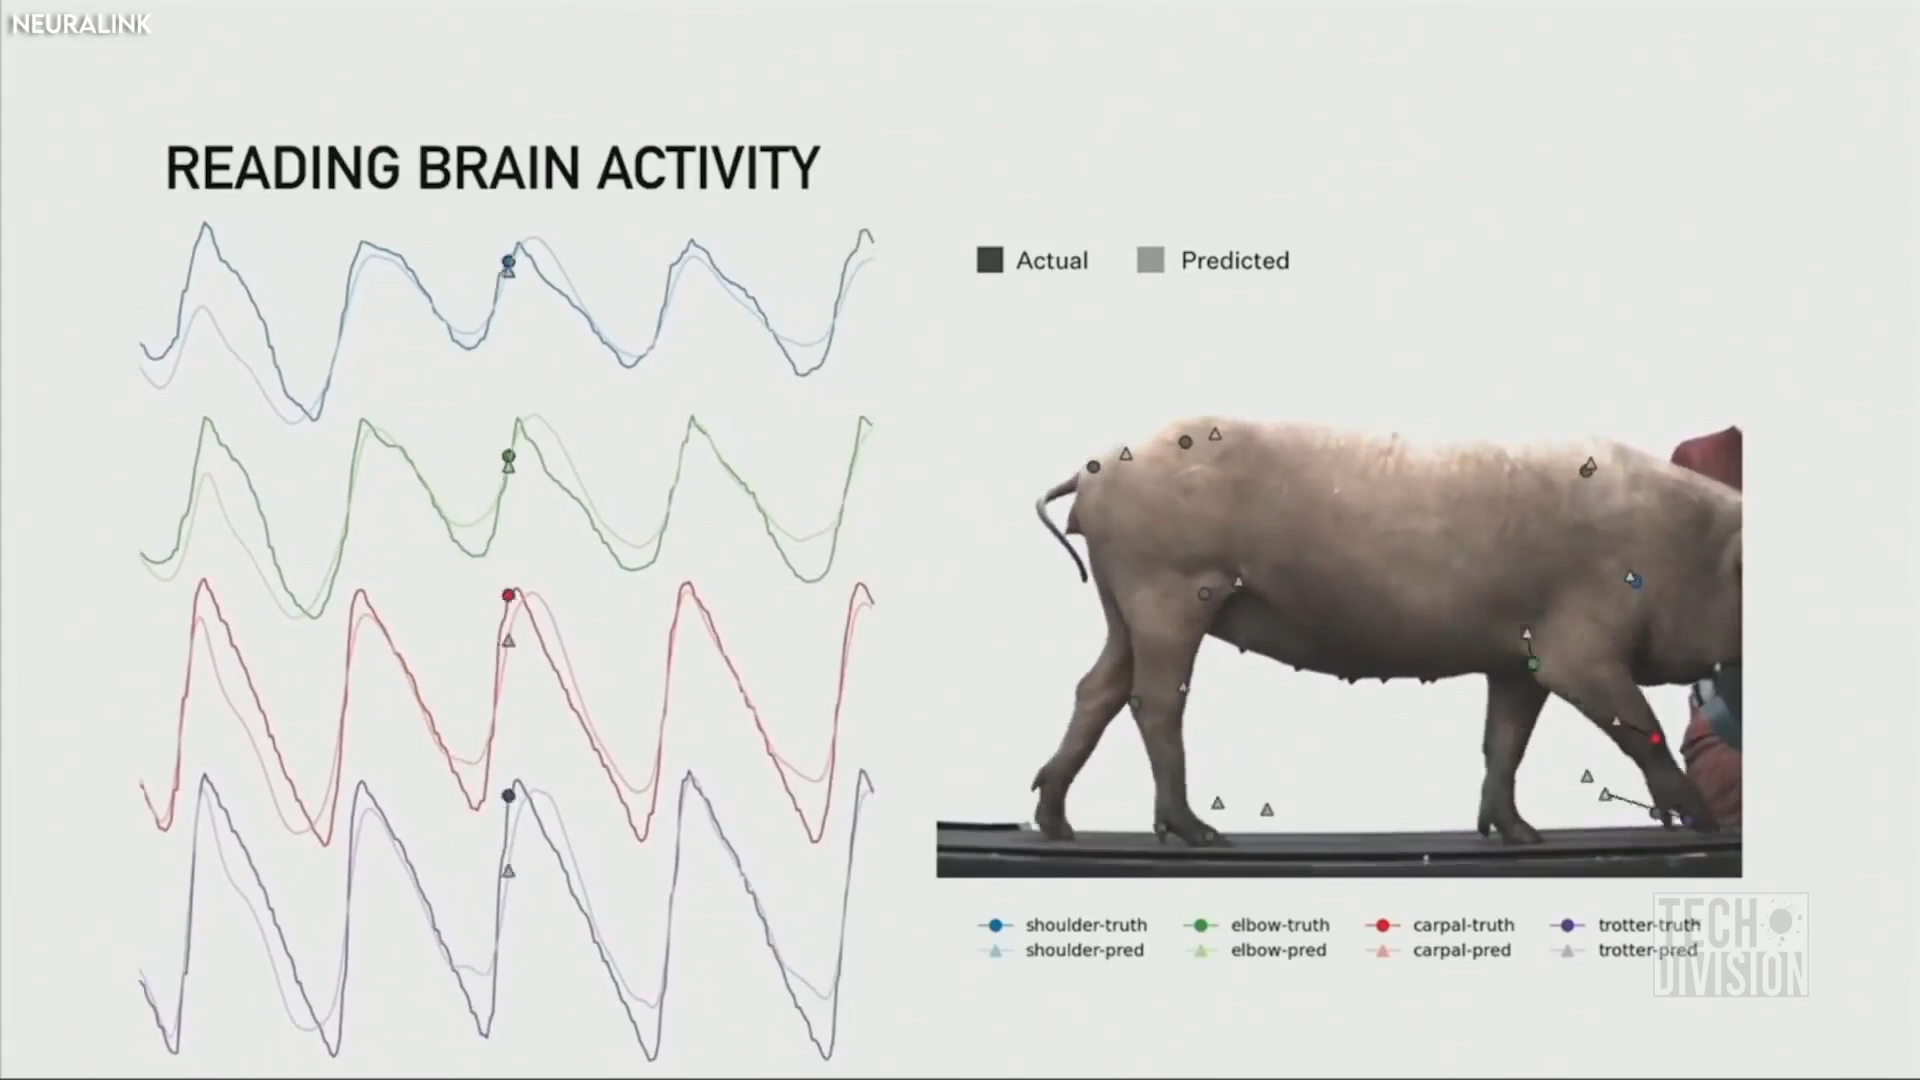 NEURALINK
READING BRAIN ACTIVITY
Actual Predicted
shoulder-truth elbow-truth carpal-truth trotter-truth
shoulder-pred elbow-pred carpal-pred trotter-pred
TECH
DIVISION